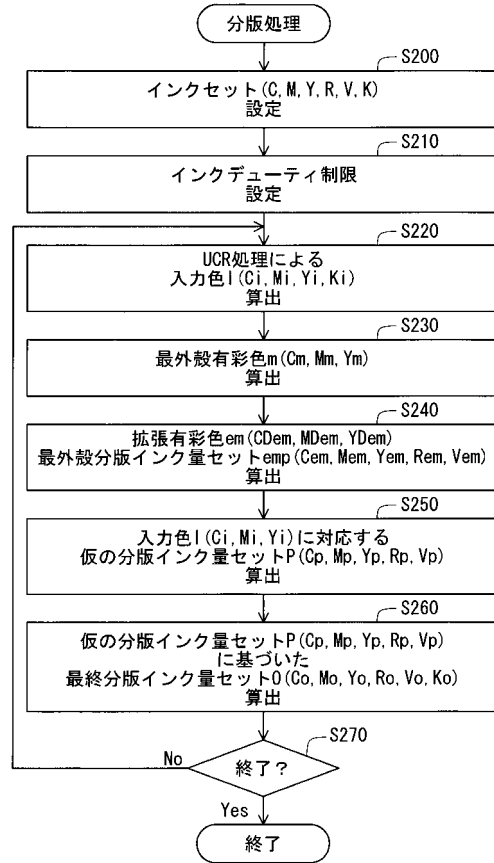 分版処理
S200
インクセット(C,M,Y,R,V,K)
設定
S210
インクデューティ制限
設定
S220
UCR処理による
入力色I(Ci,Mi,Yi,Ki)
算出
S230
最外殻有彩色m(Cm,Mm,Ym)
算出
S240
拡張有彩色em(CDem,MDem,YDem)
最外殻分版インク量セットemp(Cem,Mem,Yem,Rem,Vem)
算出
S250
入力色I(Ci,Mi,Yi)に対応する
仮の分版インク量セットP(Cp,Mp,Yp,Rp,Vp)
算出
S260
仮の分版インク量セットP(Cp,Mp,Yp,Rp,Vp)
に基づいた
最終分版インク量セットO(Co,Mo,Yo,Ro,Vo,Ko)
算出
S270
No
終了?
Yes
終了